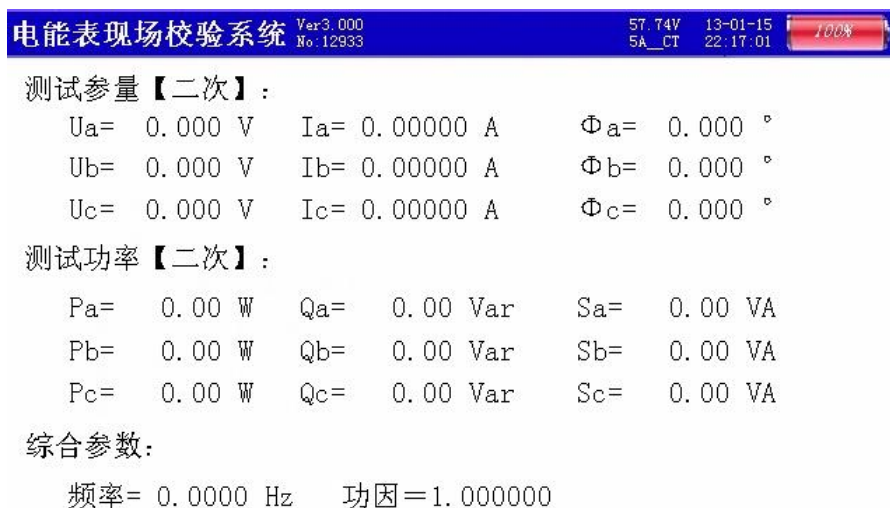 电能表现场校验系统 Ver3.000 No:12933 57.74V 5A__CT 13-01-15 22:17:01 100%
测试参量【二次】:
Ua= 0.000 V Ia= 0.00000 A Φa= 0.000 °
Ub= 0.000 V Ib= 0.00000 A Φb= 0.000 °
Uc= 0.000 V Ic= 0.00000 A Φc= 0.000 °
测试功率【二次】:
Pa= 0.00 W Qa= 0.00 Var Sa= 0.00 VA
Pb= 0.00 W Qb= 0.00 Var Sb= 0.00 VA
Pc= 0.00 W Qc= 0.00 Var Sc= 0.00 VA
综合参数:
频率= 0.0000 Hz 功因=1.000000